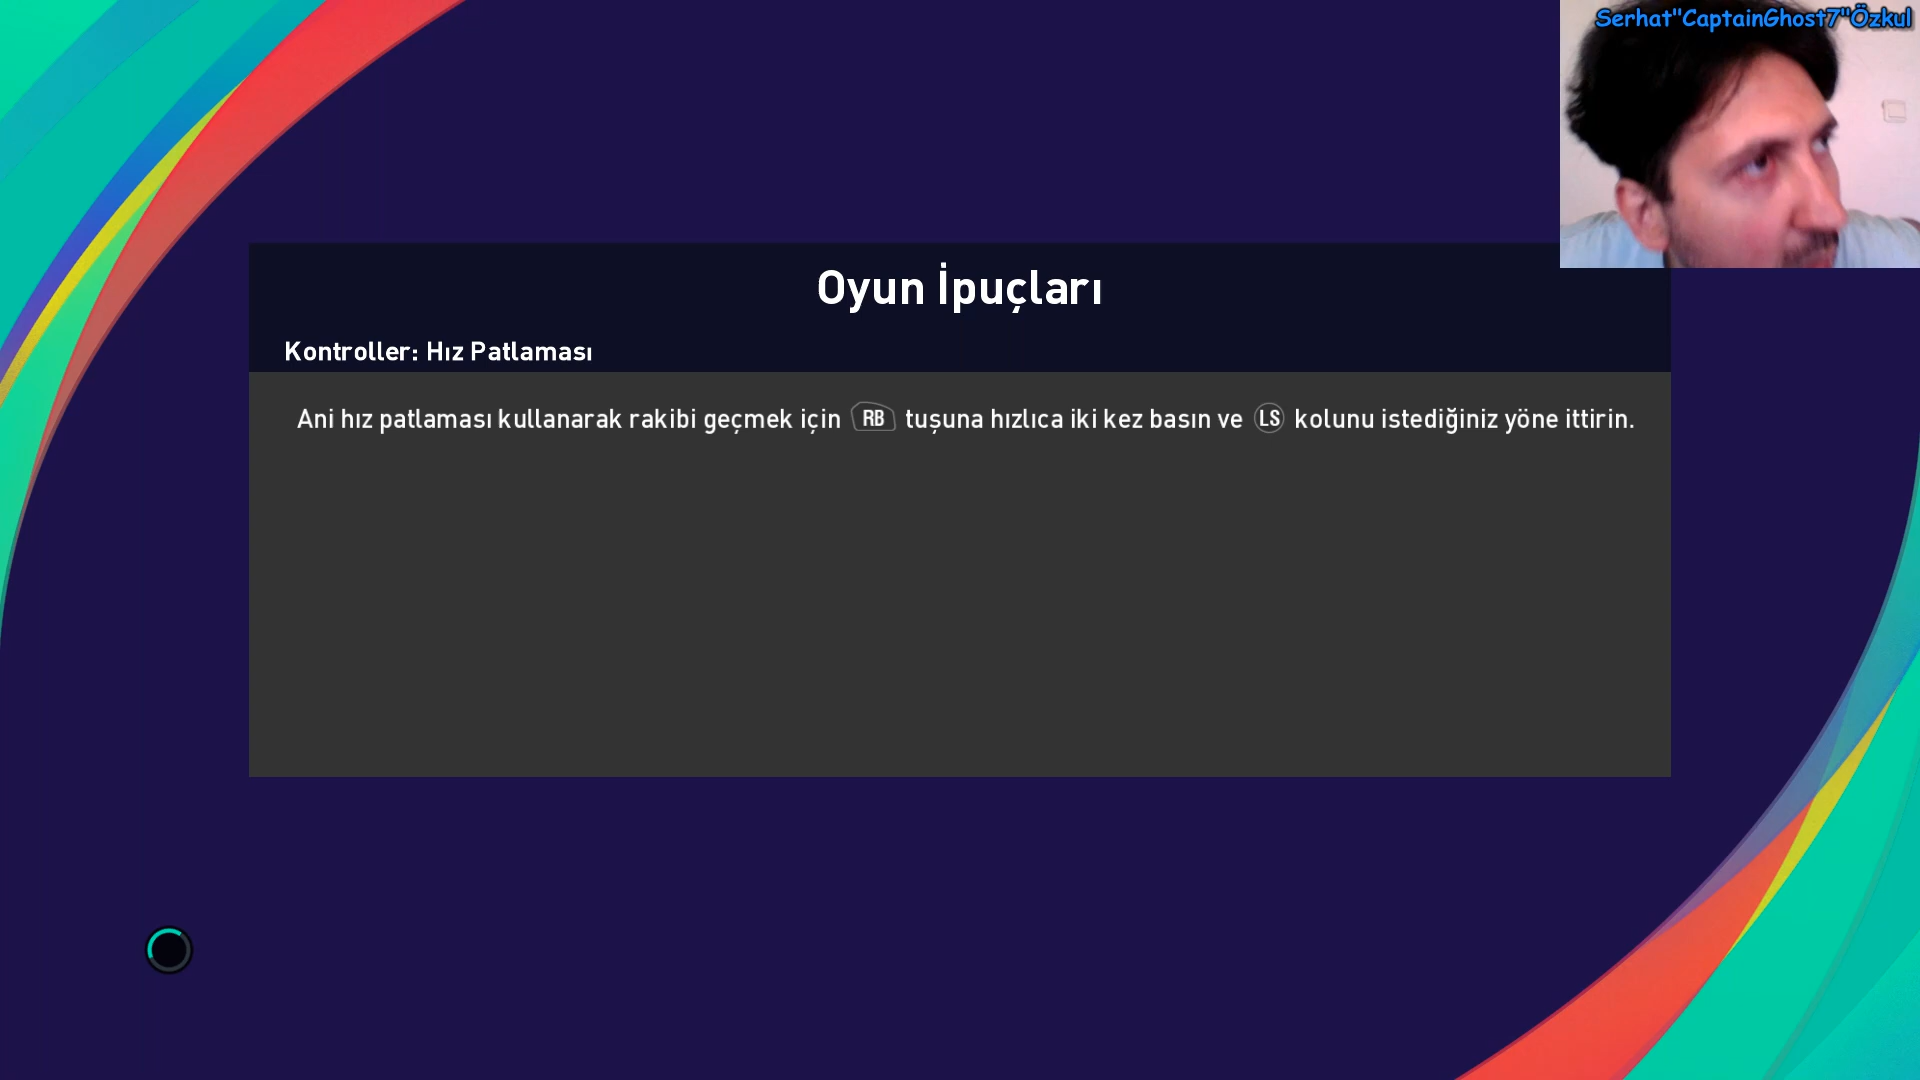 Serhat"CaptainGhost7"Özkul
Oyun İpuçları
Kontroller: Hız Patlaması
Ani hız patlaması kullanarak rakibi geçmek için RB tuşuna hızlıca iki kez basın ve LS kolunu istediğiniz yöne ittirin.